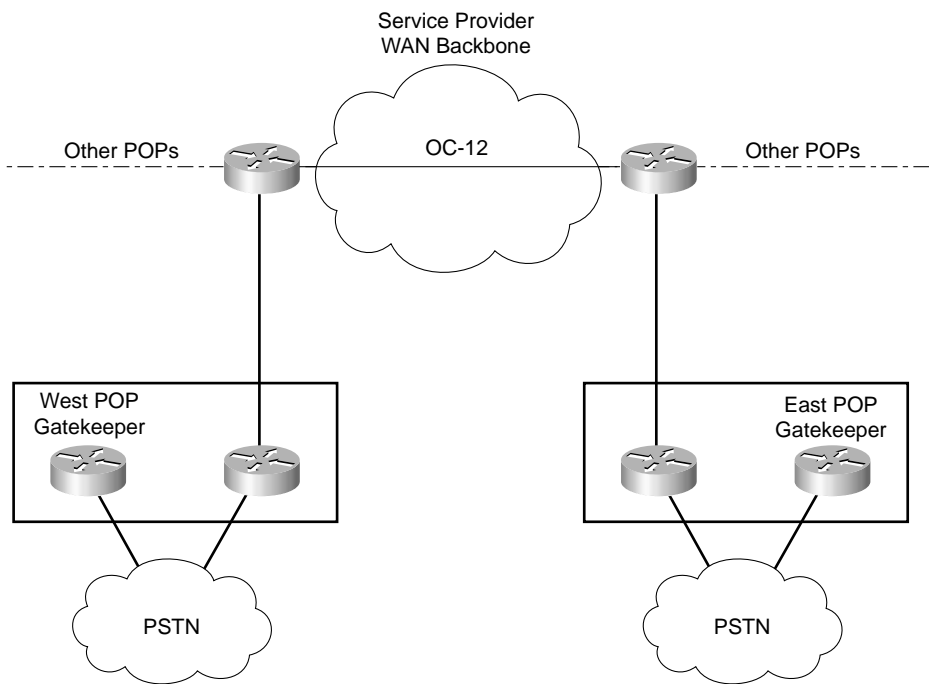 Service Provider
WAN Backbone
Other POPs
OC-12
Other POPs
West POP
Gatekeeper
East POP
Gatekeeper
PSTN
PSTN